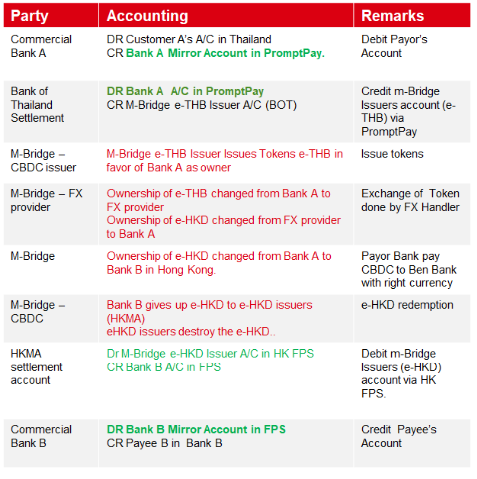 Party Accounting Remarks
Commercial DR Customer A's A/C in Thailand Debit Payor's
Bank A CR Bank A Mirror Account in PromptPay. Account
Bank of DR Bank A A/C in PromptPay Credit m-Bridge
Thailand CR M-Bridge e-THB Issuer A/C (BOT) Issuers account (e-
Settlement THB) via
PromptPay
M-Bridge – M-Bridge e-THB Issuer Issues Tokens e-THB in Issue tokens
CBDC issuer favor of Bank A as owner
M-Bridge – FX Ownership of e-THB changed from Bank A to Exchange of Token
provider FX provider done by FX Handler
Ownership of e-HKD changed from FX provider
to Bank A
M-Bridge Ownership of e-HKD changed from Bank A to Payor Bank pay
Bank B in Hong Kong. CBDC to Ben Bank
with right currency
M-Bridge – Bank B gives up e-HKD to e-HKD issuers e-HKD redemption
CBDC (HKMA)
eHKD issuers destroy the e-HKD..
HKMA Dr M-Bridge e-HKD Issuer A/C in HK FPS Debit m-Bridge
settlement CR Bank B A/C in FPS Issuers (e-HKD)
account account via HK
FPS.
Commercial DR Bank B Mirror Account in FPS Credit Payee's
Bank B CR Payee B in Bank B Account